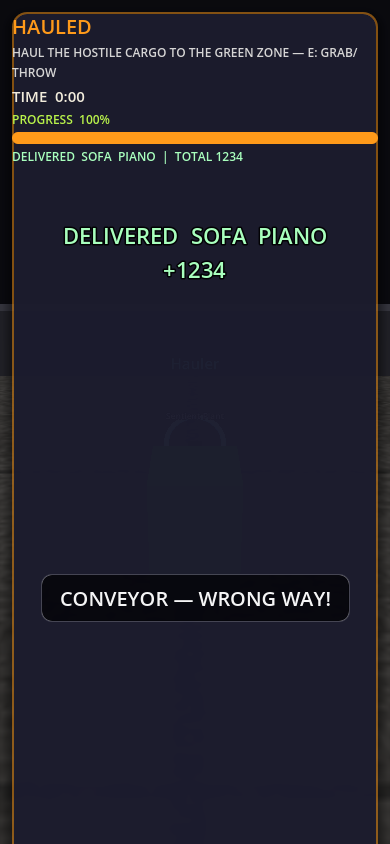 HAULED
HAUL THE HOSTILE CARGO TO THE GREEN ZONE — E: GRAB/
THROW
TIME 0:00
PROGRESS 100%
DELIVERED SOFA PIANO | TOTAL 1234
DELIVERED SOFA PIANO
+1234
CONVEYOR — WRONG WAY!